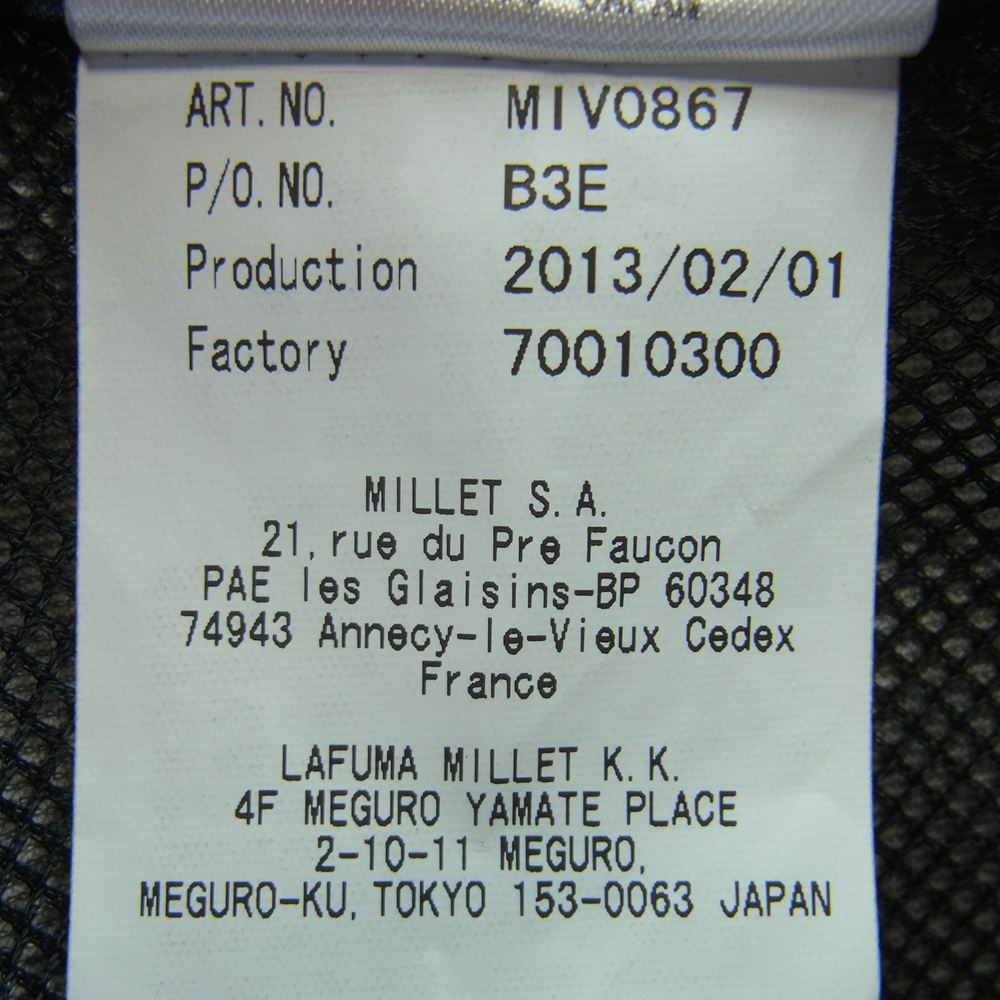 ART. NO. MIV0867
P/O. NO. B3E
Production 2013/02/01
Factory 70010300
MILLET S. A.
21, rue du Pre Faucon
PAE les Glaisins-BP 60348
74943 Annecy-le-Vieux Cedex
France
LAFUMA MILLET K. K.
4F MEGURO YAMATE PLACE
2-10-11 MEGURO,
MEGURO-KU, TOKYO 153-0063 JAPAN